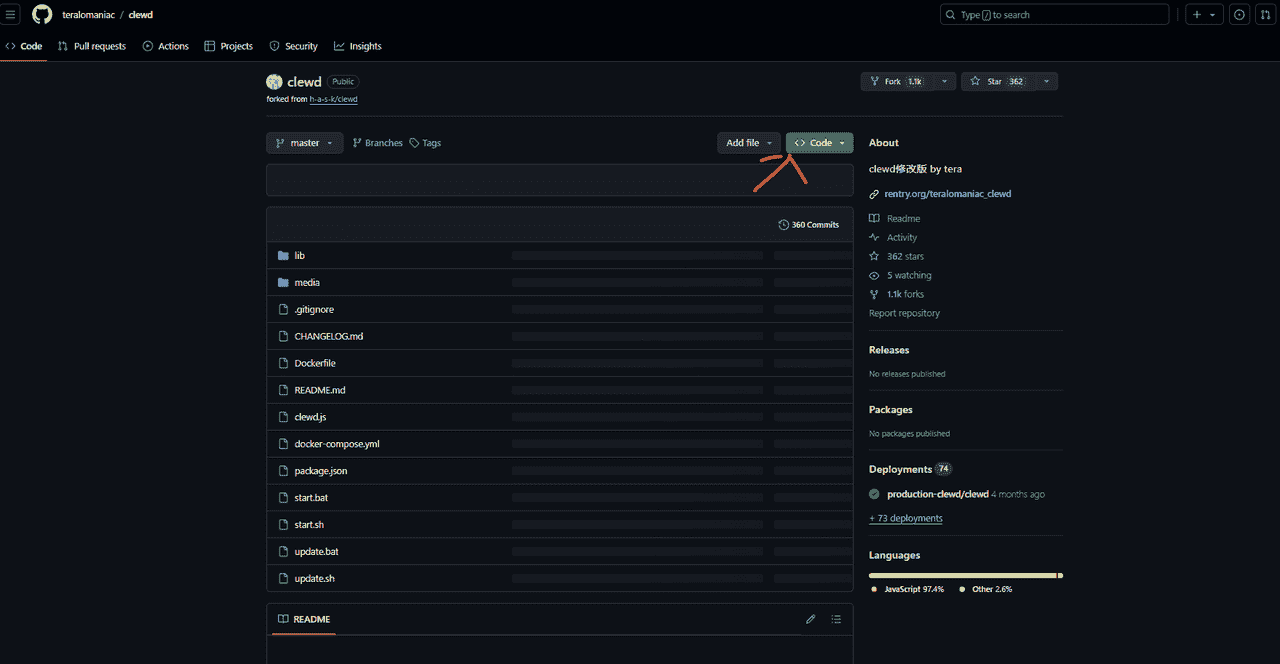 teralomaniac / clewd
Type / to search
Code Pull requests Actions Projects Security Insights
clewd Public
forked from h-a-s-k/clewd
Fork 1.1k Star 362
master Branches Tags Add file Code
360 Commits
lib
media
.gitignore
CHANGELOG.md
Dockerfile
README.md
clewd.js
docker-compose.yml
package.json
start.bat
start.sh
update.bat
update.sh
README
About
clewd修改版 by tera
rentry.org/teralomaniac_clewd
Readme
Activity
362 stars
5 watching
1.1k forks
Report repository
Releases
No releases published
Packages
No packages published
Deployments 74
production-clewd/clewd 4 months ago
+ 73 deployments
Languages
JavaScript 97.4% Other 2.6%